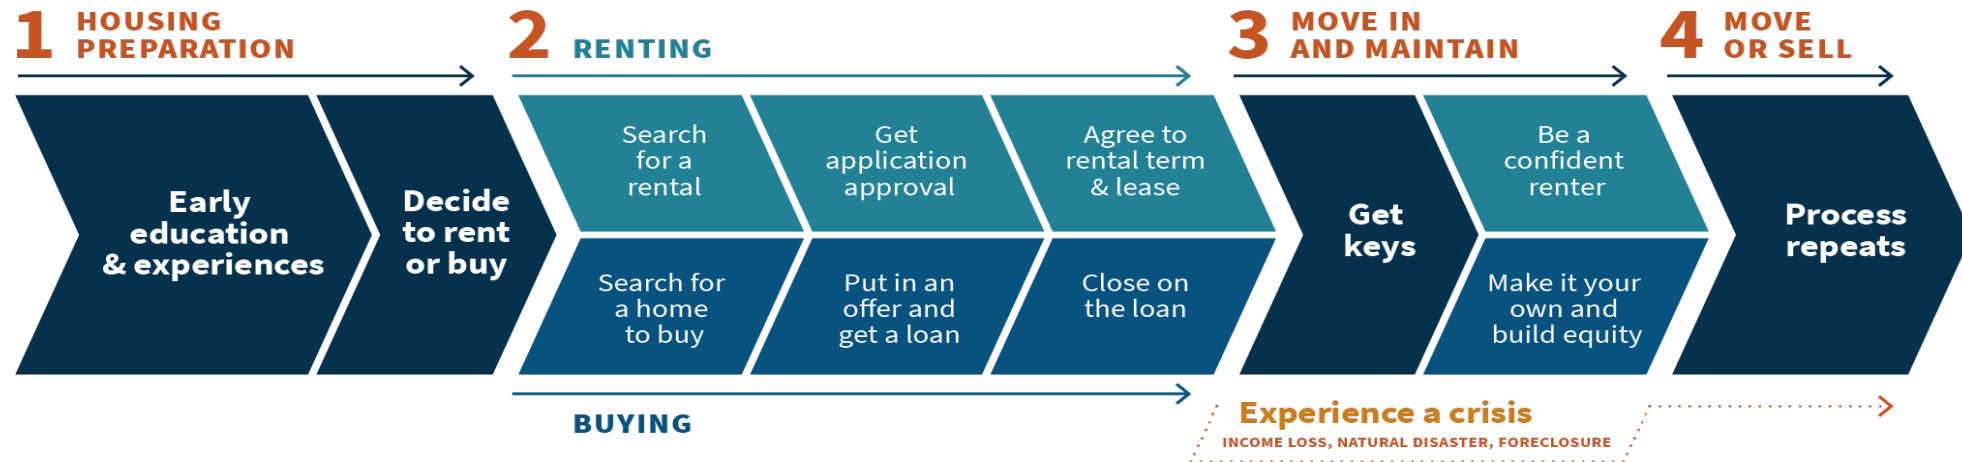 1 HOUSING
PREPARATION
2 RENTING
3 MOVE IN
AND MAINTAIN
4 MOVE
OR SELL
Early
education
& experiences
Decide
to rent
or buy
Search
for a
rental
Get
application
approval
Agree to
rental term
& lease
Search for
a home
to buy
Put in an
offer and
get a loan
Close on
the loan
BUYING
Get
keys
Be a
confident
renter
Make it your
own and
build equity
Experience a crisis
INCOME LOSS, NATURAL DISASTER, FORECLOSURE
Process
repeats